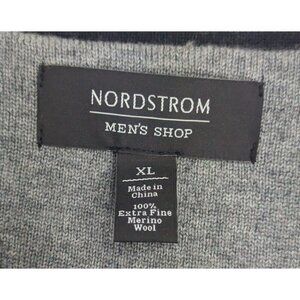 NORDSTROM
MEN'S SHOP
XL
Made in
China
100%
Extra Fine
Merino
Wool